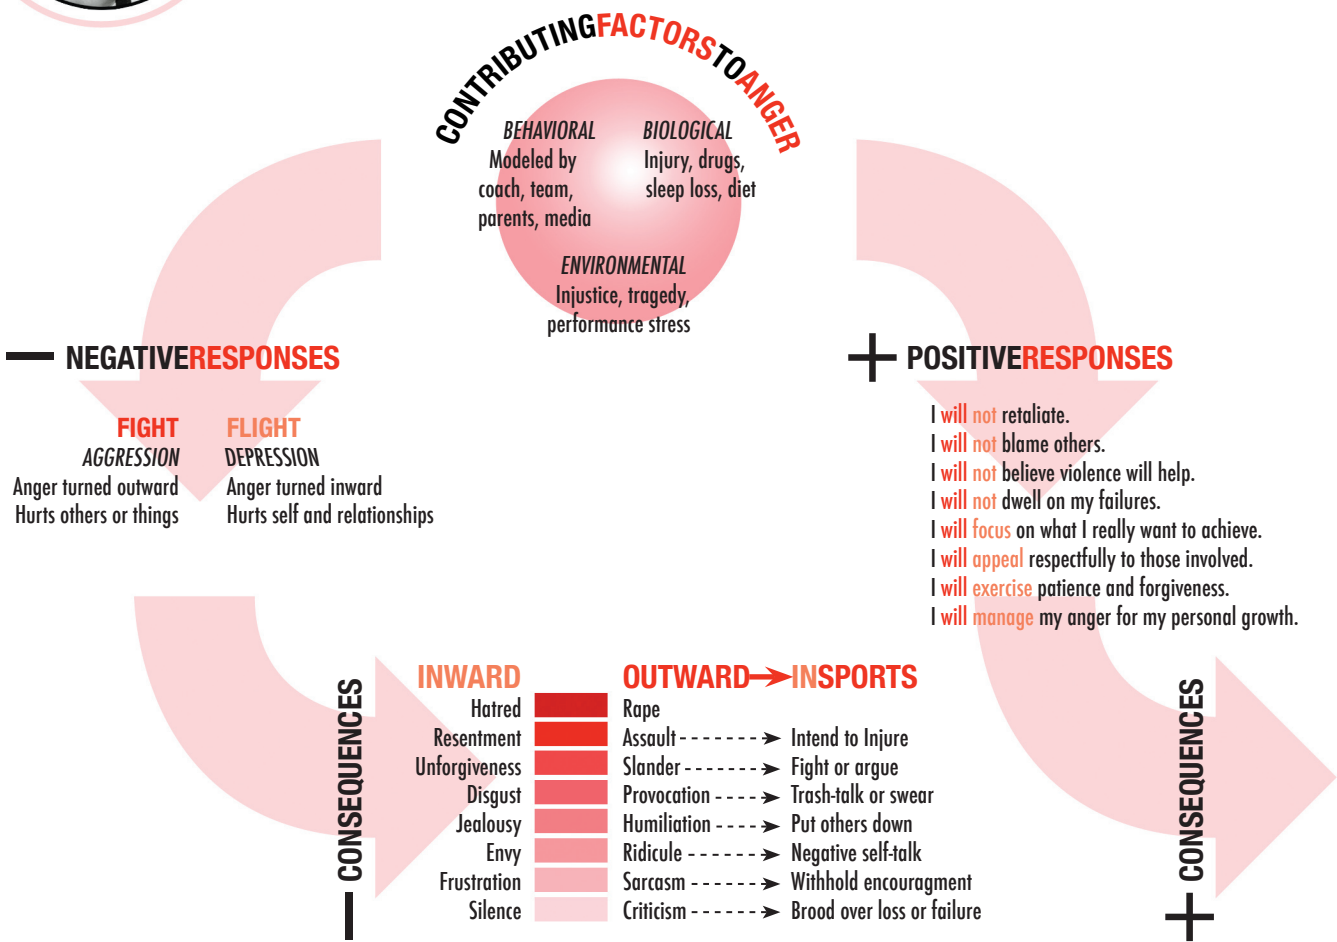 CONTRIBUTINGFACTORSTOANGER
BEHAVIORAL
Modeled by
coach, team,
parents, media
BIOLOGICAL
Injury, drugs,
sleep loss, diet
ENVIRONMENTAL
Injustice, tragedy,
performance stress
— NEGATIVERESPONSES
FIGHT
AGGRESSION
Anger turned outward
Hurts others or things
FLIGHT
DEPRESSION
Anger turned inward
Hurts self and relationships
+ POSITIVERESPONSES
I will not retaliate.
I will not blame others.
I will not believe violence will help.
I will not dwell on my failures.
I will focus on what I really want to achieve.
I will appeal respectfully to those involved.
I will exercise patience and forgiveness.
I will manage my anger for my personal growth.
— CONSEQUENCES
INWARD OUTWARD→INSPORTS
Hatred Rape
Resentment Assault → Intend to Injure
Unforgiveness Slander → Fight or argue
Disgust Provocation → Trash-talk or swear
Jealousy Humiliation → Put others down
Envy Ridicule → Negative self-talk
Frustration Sarcasm → Withhold encouragment
Silence Criticism → Brood over loss or failure
+ CONSEQUENCES